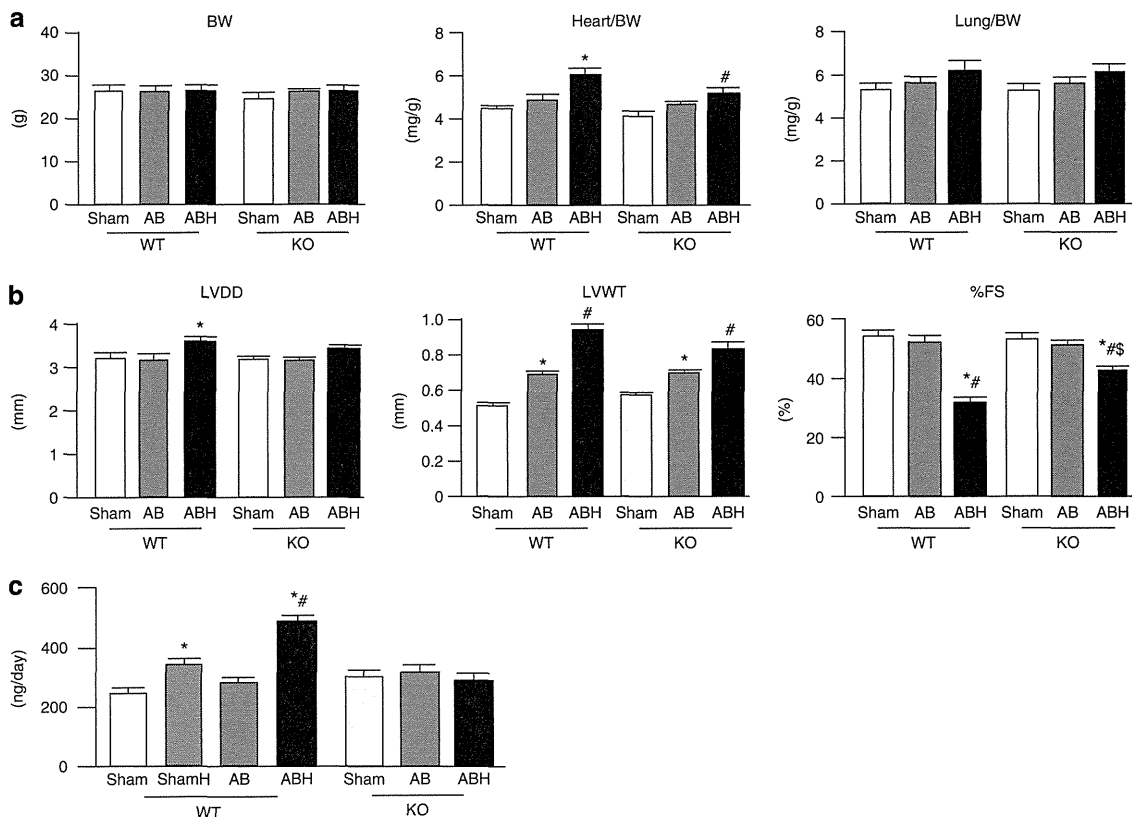 a
BW
Heart/BW
Lung/BW
40
30
20
10
0
(g)
Sham AB ABH Sham AB ABH
WT KO
8
6
4
2
0
(mg/g)
*
#
Sham AB ABH Sham AB ABH
WT KO
8
6
4
2
0
(mg/g)
Sham AB ABH Sham AB ABH
WT KO
b
LVDD
LVWT
%FS
4
3
2
1
0
(mm)
*
Sham AB ABH Sham AB ABH
WT KO
1.0
0.8
0.6
0.4
0.2
0.0
(mm)
*
#
*
#
Sham AB ABH Sham AB ABH
WT KO
60
40
20
0
(%)
*#
*#$
Sham AB ABH Sham AB ABH
WT KO
c
600
400
200
0
(ng/day)
*
*#
Sham ShamH AB ABH Sham AB ABH
WT KO